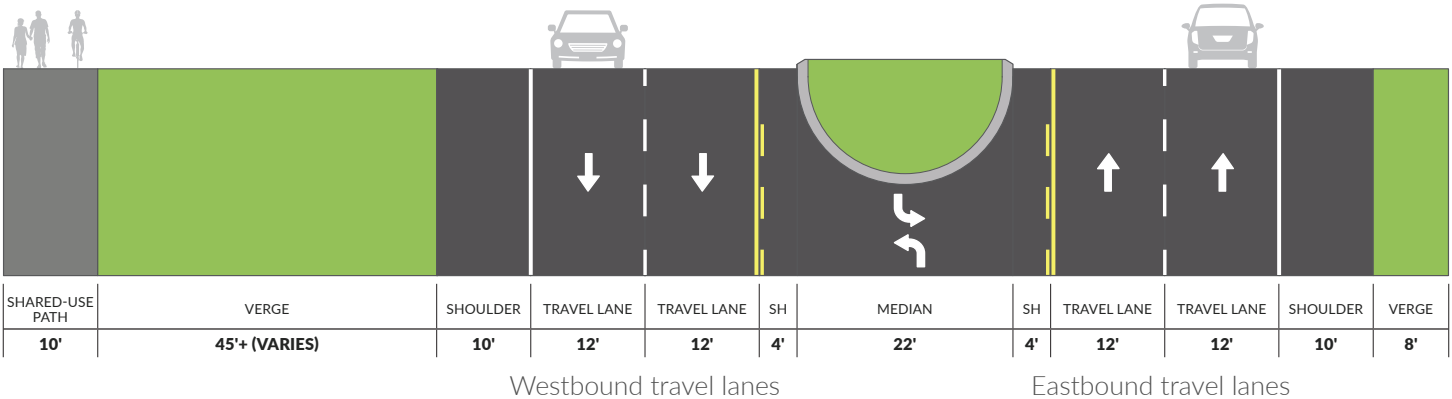 SHARED-USE
PATH
VERGE
SHOULDER
TRAVEL LANE
TRAVEL LANE
SH
MEDIAN
SH
TRAVEL LANE
TRAVEL LANE
SHOULDER
VERGE
10'
45'+ (VARIES)
10'
12'
12'
4'
22'
4'
12'
12'
10'
8'
Westbound travel lanes
Eastbound travel lanes